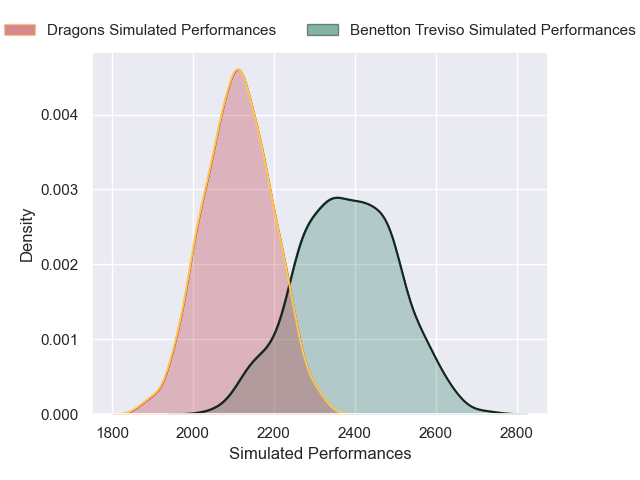 Dragons Simulated Performances
Benetton Treviso Simulated Performances
0.004
0.003
0.002
0.001
0.000
Density
1800 2000 2200 2400 2600 2800
Simulated Performances